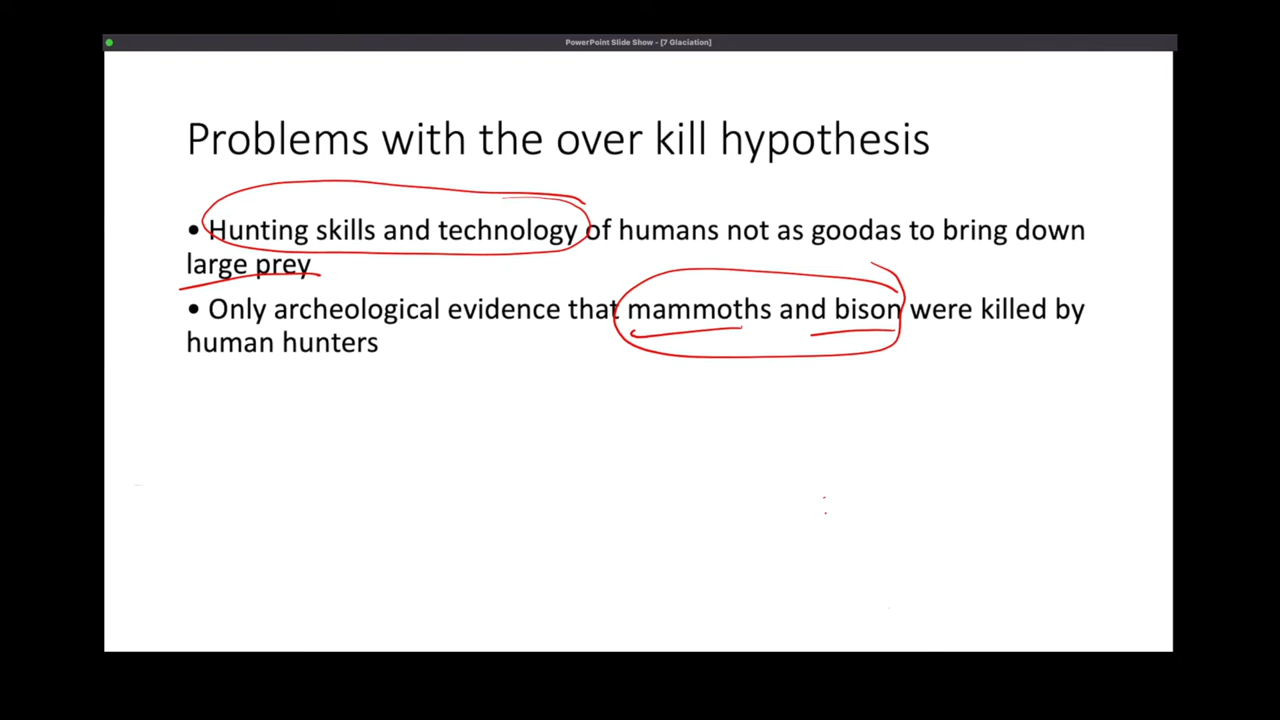 PowerPoint Slide Show - [7 Glaciation]
Problems with the over kill hypothesis
• Hunting skills and technology of humans not as goodas to bring down
large prey
• Only archeological evidence that mammoths and bison were killed by
human hunters